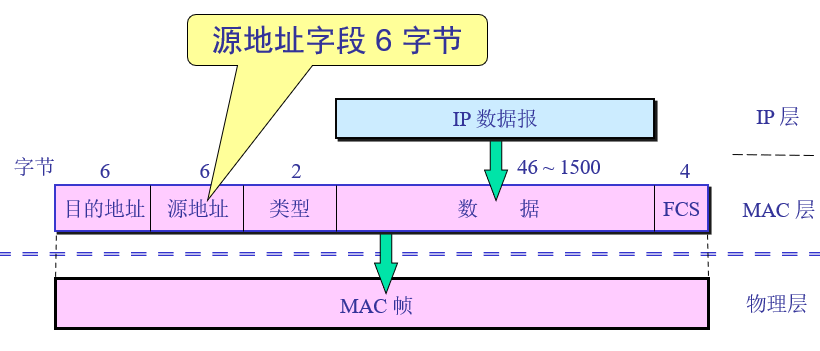 源地址字段 6 字节
IP 数据报
IP 层
字节 6 6 2 46 ~ 1500 4
目的地址 源地址 类型 数 据 FCS MAC 层
MAC 帧 物理层